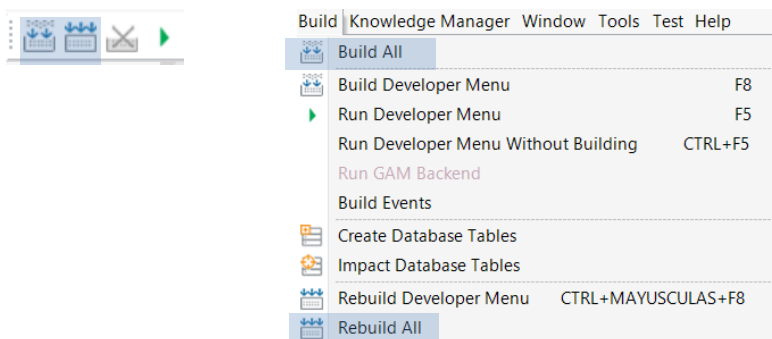 Build Knowledge Manager Window Tools Test Help
Build All
Build Developer Menu F8
Run Developer Menu F5
Run Developer Menu Without Building CTRL+F5
Run GAM Backend
Build Events
Create Database Tables
Impact Database Tables
Rebuild Developer Menu CTRL+MAYUSCULAS+F8
Rebuild All